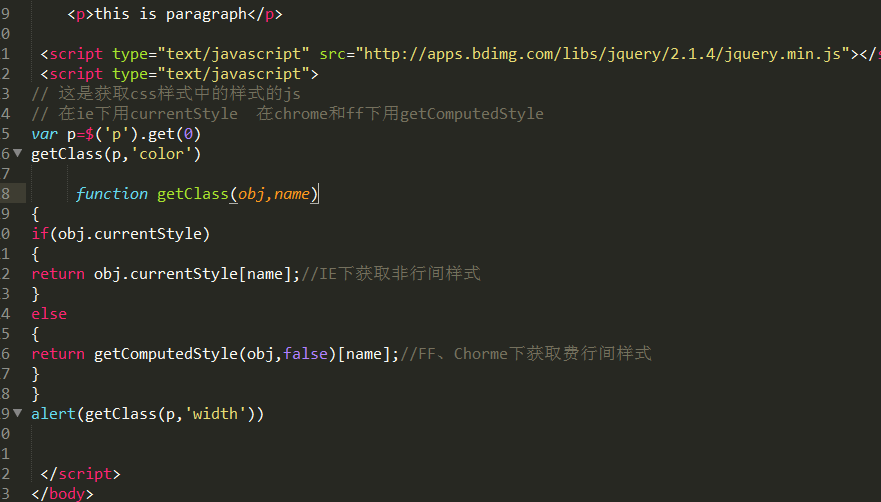 9 <p>this is paragraph</p>
0
1 <script type="text/javascript" src="http://apps.bdimg.com/libs/jquery/2.1.4/jquery.min.js"></s
2 <script type="text/javascript">
3 // 这是获取css样式中的样式的js
4 // 在ie下用currentStyle 在chrome和ff下用getComputedStyle
5 var p=$('p').get(0)
6 getClass(p,'color')
7
8 function getClass(obj,name)
9 {
0 if(obj.currentStyle)
1 {
2 return obj.currentStyle[name];//IE下获取非行间样式
3 }
4 else
5 {
6 return getComputedStyle(obj,false)[name];//FF、Chorme下获取费行间样式
7 }
8 }
9 alert(getClass(p,'width'))
0
1
2 </script>
3 </body>